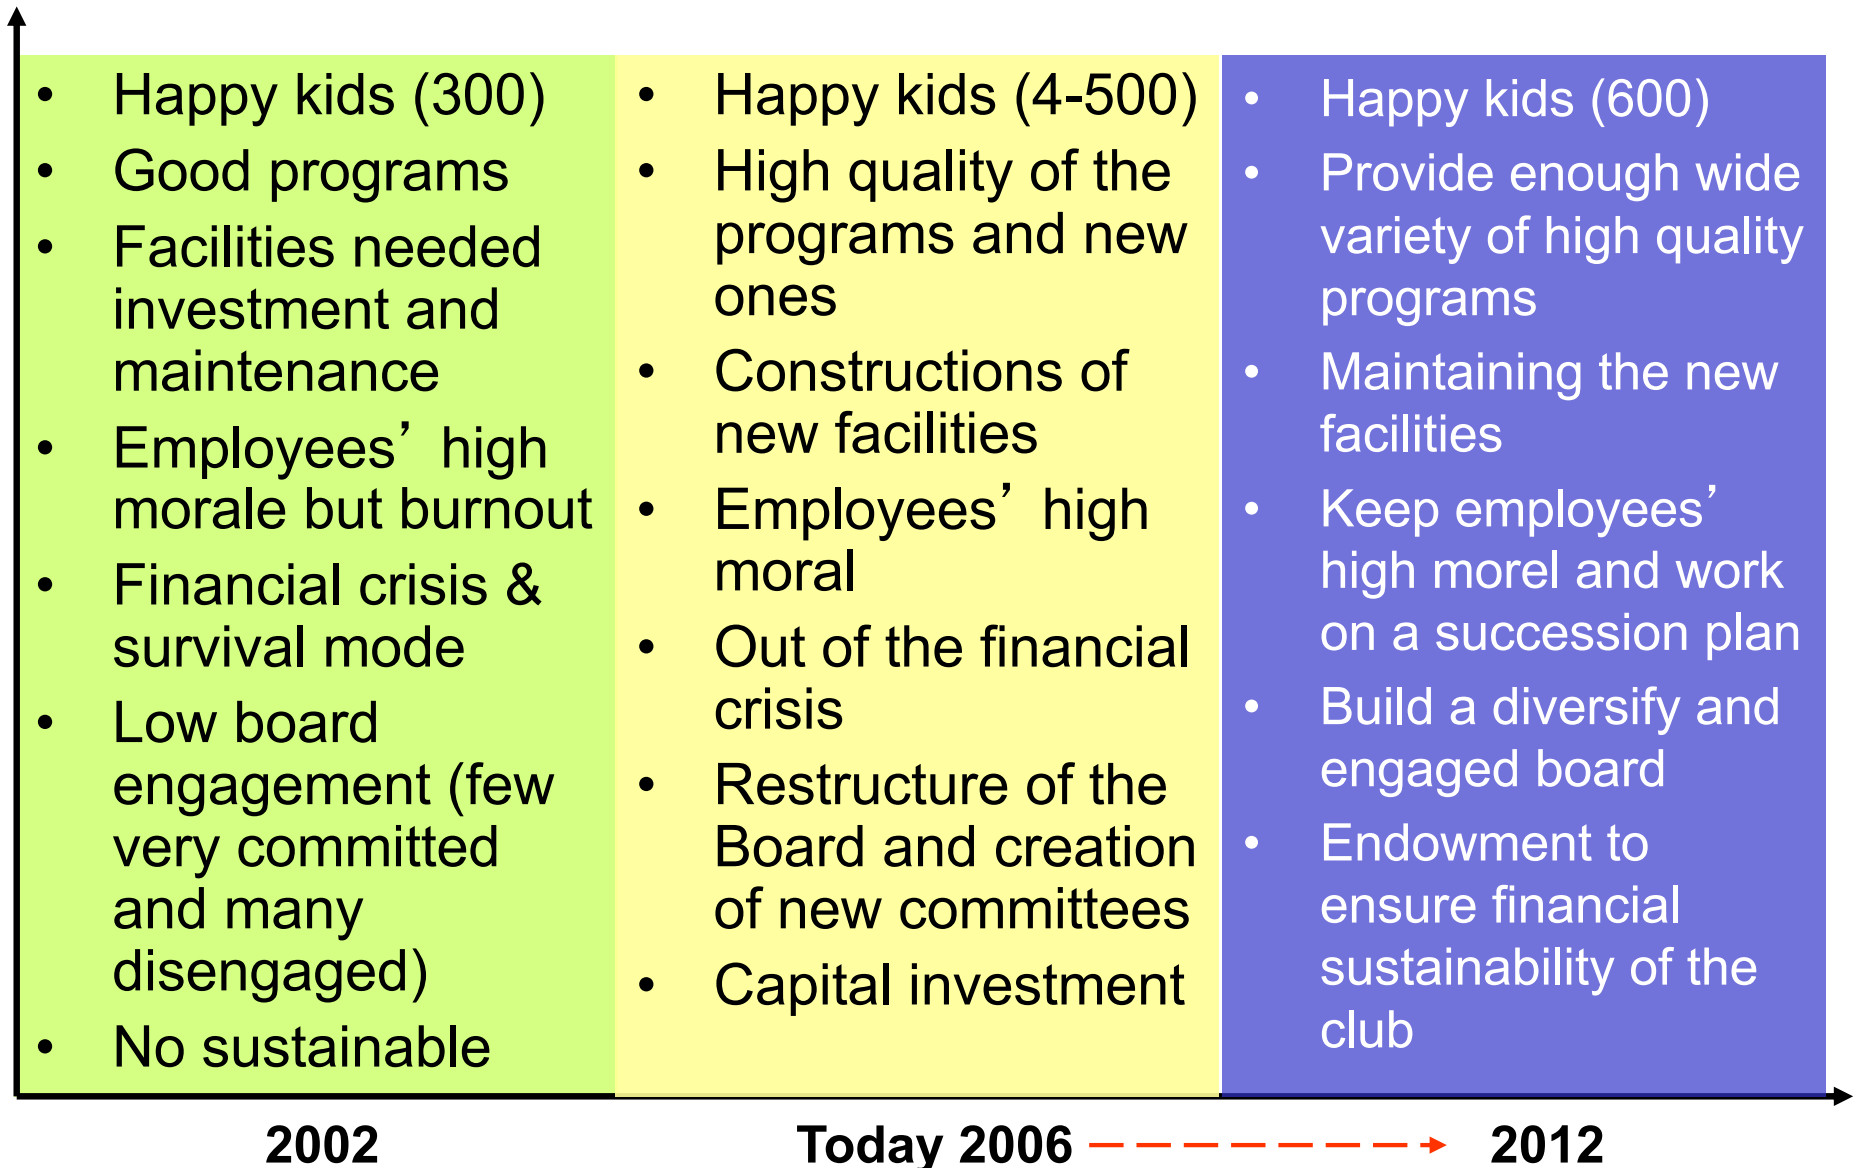 • Happy kids (300)
• Good programs
• Facilities needed
investment and
maintenance
• Employees’ high
morale but burnout
• Financial crisis &
survival mode
• Low board
engagement (few
very committed
and many
disengaged)
• No sustainable
• Happy kids (4-500)
• High quality of the
programs and new
ones
• Constructions of
new facilities
• Employees’ high
moral
• Out of the financial
crisis
• Restructure of the
Board and creation
of new committees
• Capital investment
• Happy kids (600)
• Provide enough wide
variety of high quality
programs
• Maintaining the new
facilities
• Keep employees’
high morel and work
on a succession plan
• Build a diversify and
engaged board
• Endowment to
ensure financial
sustainability of the
club
2002
Today 2006
2012